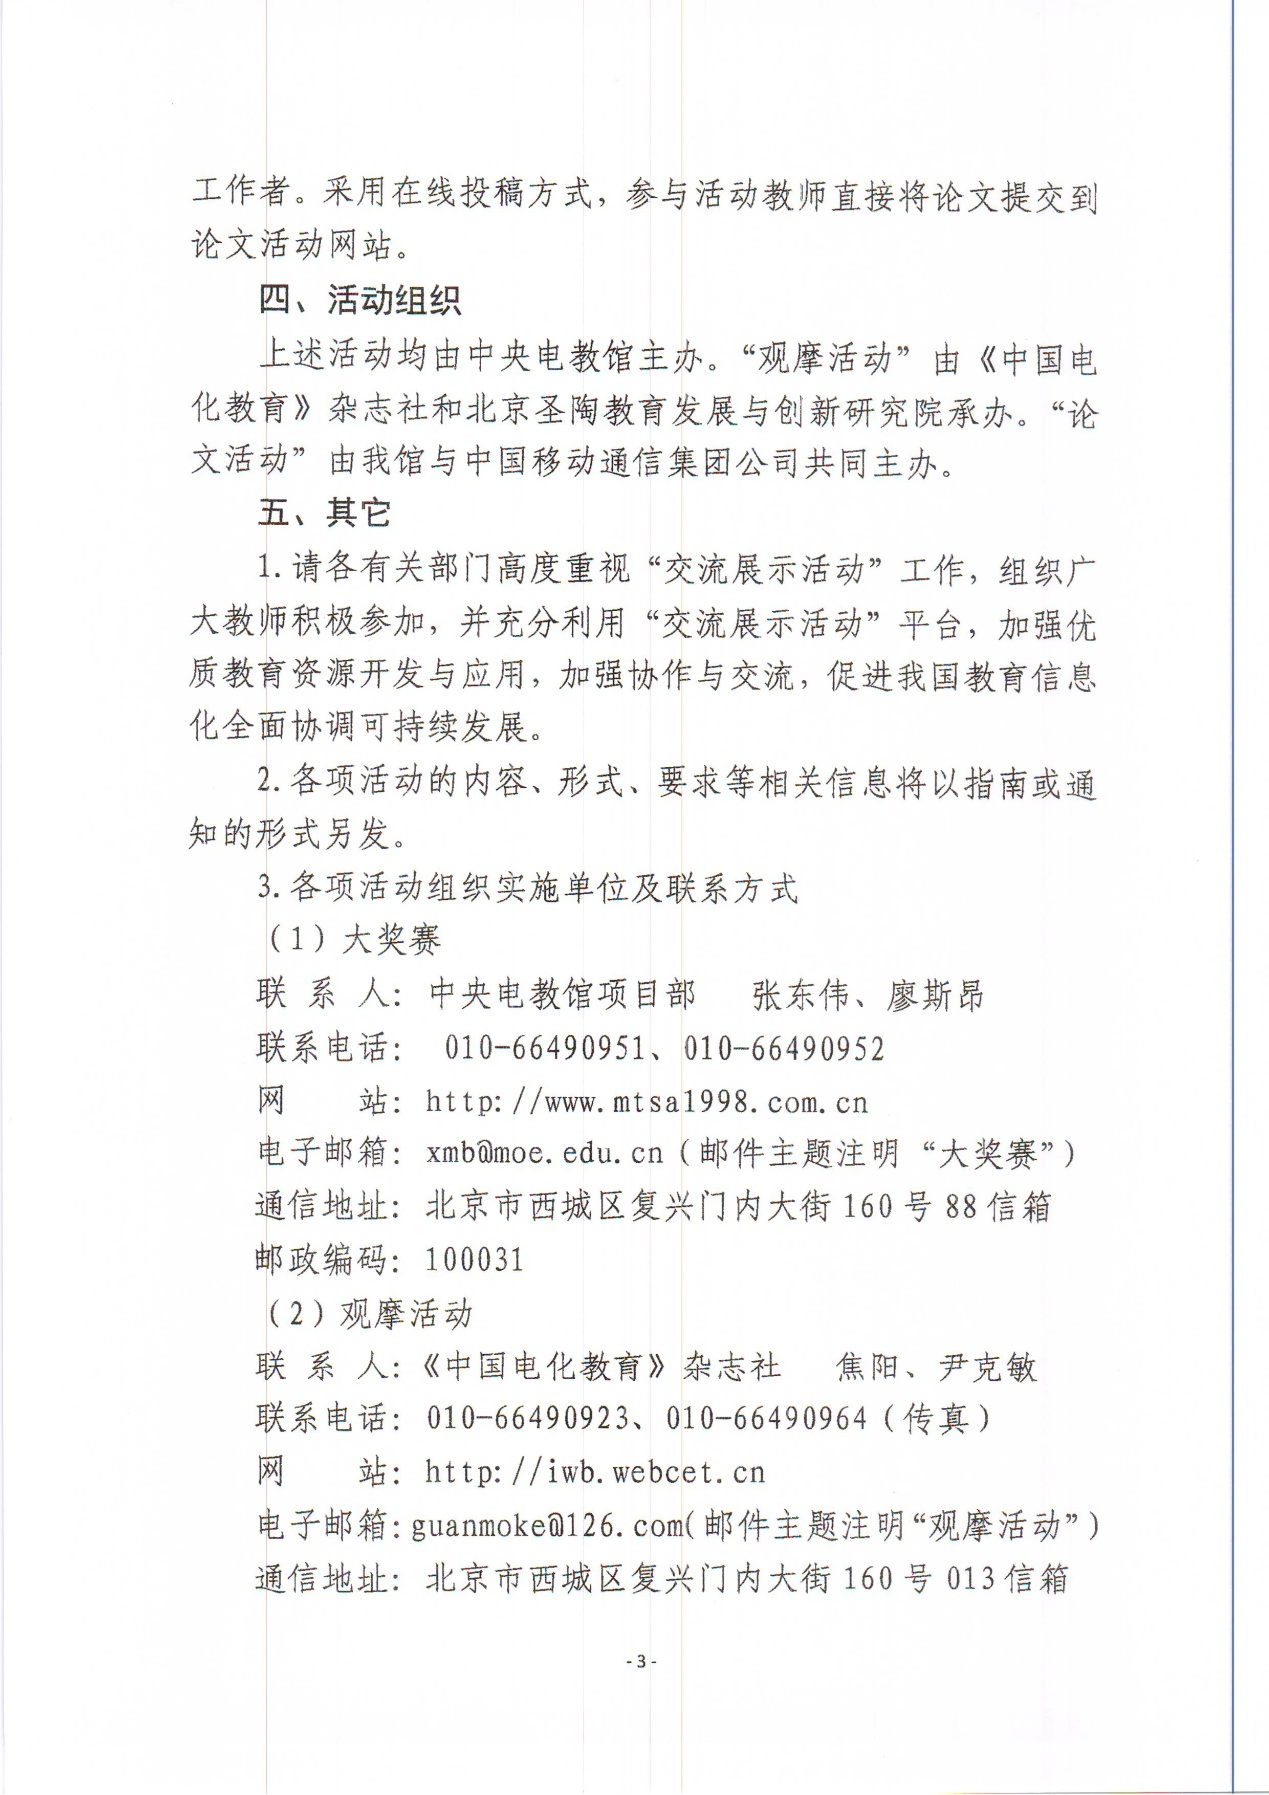 工作者。采用在线投稿方式，参与活动教师直接将论文提交到
论文活动网站。
四、活动组织
上述活动均由中央电教馆主办。“观摩活动”由《中国电
化教育》杂志社和北京圣陶教育发展与创新研究院承办。“论
文活动”由我馆与中国移动通信集团公司共同主办。
五、其它
1.请各有关部门高度重视“交流展示活动”工作，组织广
大教师积极参加，并充分利用“交流展示活动”平台，加强优
质教育资源开发与应用，加强协作与交流，促进我国教育信息
化全面协调可持续发展。
2.各项活动的内容、形式、要求等相关信息将以指南或通
知的形式另发。
3.各项活动组织实施单位及联系方式
（1）大奖赛
联 系 人：中央电教馆项目部 张东伟、廖斯昂
联系电话： 010-66490951、010-66490952
网 站：http://www.mtsa1998.com.cn
电子邮箱：xmb@moe.edu.cn（邮件主题注明“大奖赛”）
通信地址：北京市西城区复兴门内大街160号88信箱
邮政编码：100031
（2）观摩活动
联 系 人：《中国电化教育》杂志社 焦阳、尹克敏
联系电话：010-66490923、010-66490964（传真）
网 站：http://iwb.webcet.cn
电子邮箱：guanmoke@126.com（邮件主题注明“观摩活动”）
通信地址：北京市西城区复兴门内大街160号013信箱
- 3 -